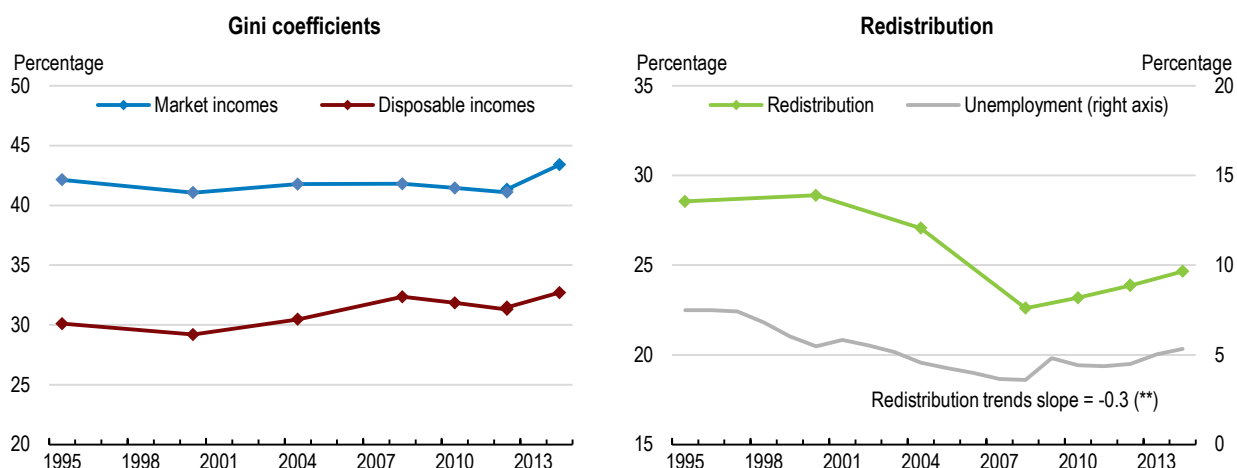 Gini coefficients
Percentage
50
Market incomes
Disposable incomes
45
40
35
30
25
20
1995 1998 2001 2004 2007 2010 2013
Redistribution
Percentage
Percentage
35
20
Redistribution
Unemployment (right axis)
30
15
25
10
20
5
Redistribution trends slope = -0.3 (**)
15
0
1995 1998 2001 2004 2007 2010 2013